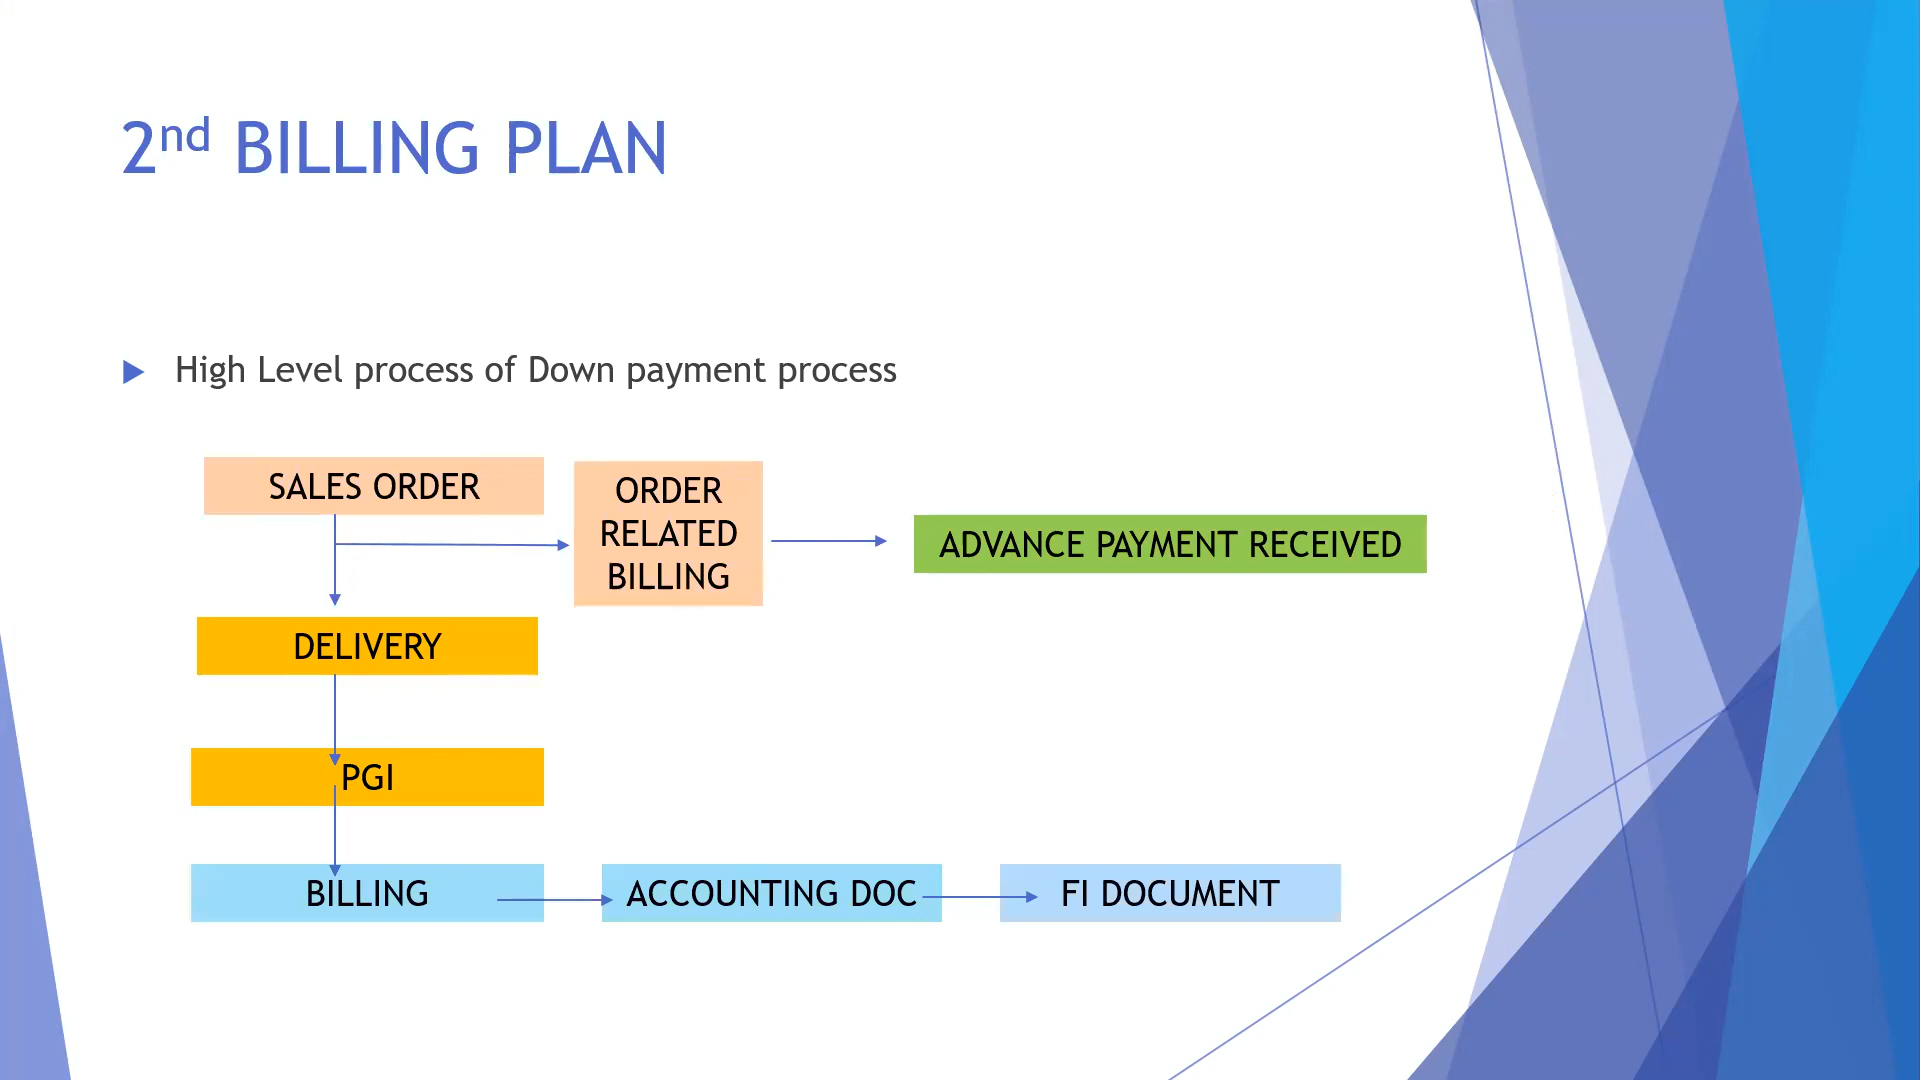 2nd BILLING PLAN
High Level process of Down payment process
SALES ORDER
ORDER
RELATED
BILLING
ADVANCE PAYMENT RECEIVED
DELIVERY
PGI
BILLING
ACCOUNTING DOC
FI DOCUMENT